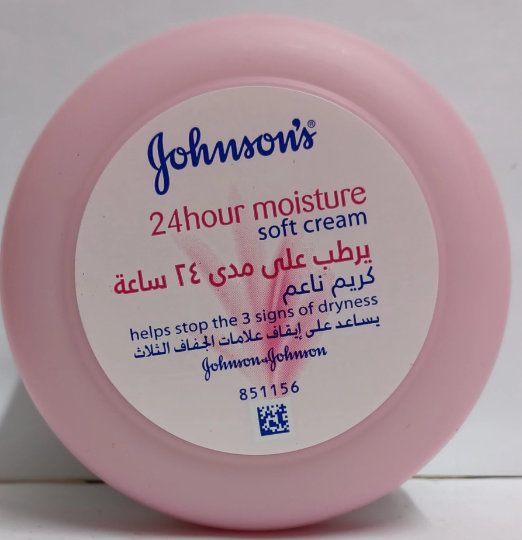 Johnson's®
24hour moisture
soft cream
يرطب على مدى ٢٤ ساعة
كريم ناعم
helps stop the 3 signs of dryness
يساعد على إيقاف علامات الجفاف الثلاث
Johnson & Johnson
851156